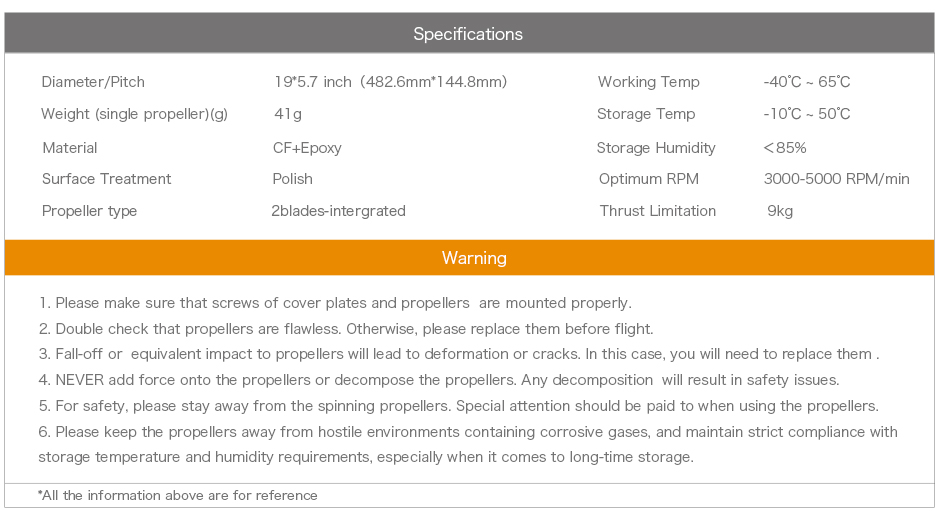 Specifications
Diameter/Pitch 19*5.7 inch (482.6mm*144.8mm) Working Temp -40℃ ~ 65℃
Weight (single propeller)(g) 41g Storage Temp -10℃ ~ 50℃
Material CF+Epoxy Storage Humidity <85%
Surface Treatment Polish Optimum RPM 3000-5000 RPM/min
Propeller type 2blades-intergrated Thrust Limitation 9kg
Warning
1. Please make sure that screws of cover plates and propellers are mounted properly.
2. Double check that propellers are flawless. Otherwise, please replace them before flight.
3. Fall-off or equivalent impact to propellers will lead to deformation or cracks. In this case, you will need to replace them .
4. NEVER add force onto the propellers or decompose the propellers. Any decomposition will result in safety issues.
5. For safety, please stay away from the spinning propellers. Special attention should be paid to when using the propellers.
6. Please keep the propellers away from hostile environments containing corrosive gases, and maintain strict compliance with
storage temperature and humidity requirements, especially when it comes to long-time storage.
*All the information above are for reference